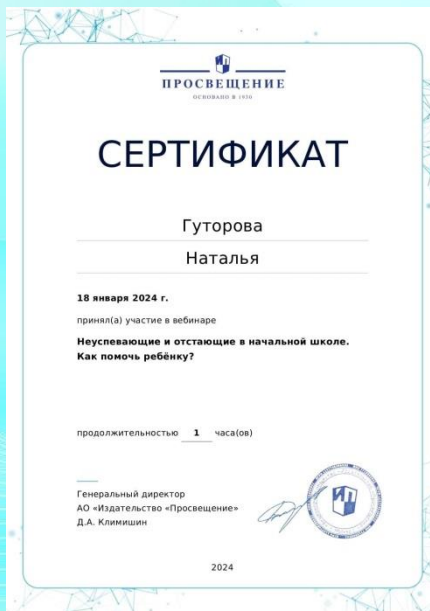 ПРОСВЕЩЕНИЕ
ОСНОВАНО В 1930
СЕРТИФИКАТ
Гуторова
Наталья
18 января 2024 г.
принял(а) участие в вебинаре
Неуспевающие и отстающие в начальной школе.
Как помочь ребёнку?
продолжительностью 1 часа(ов)
Генеральный директор
АО «Издательство «Просвещение»
Д.А. Климишин
2024